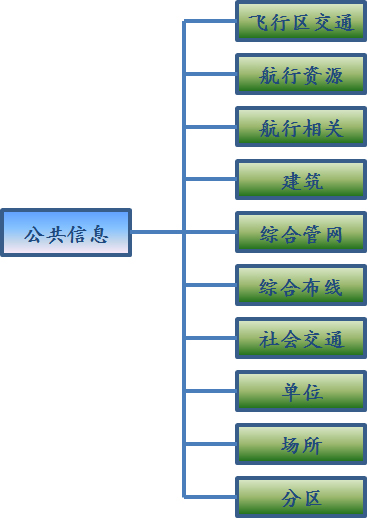 公共信息
飞行区交通
航行资源
航行相关
建筑
综合管网
综合布线
社会交通
单位
场所
分区